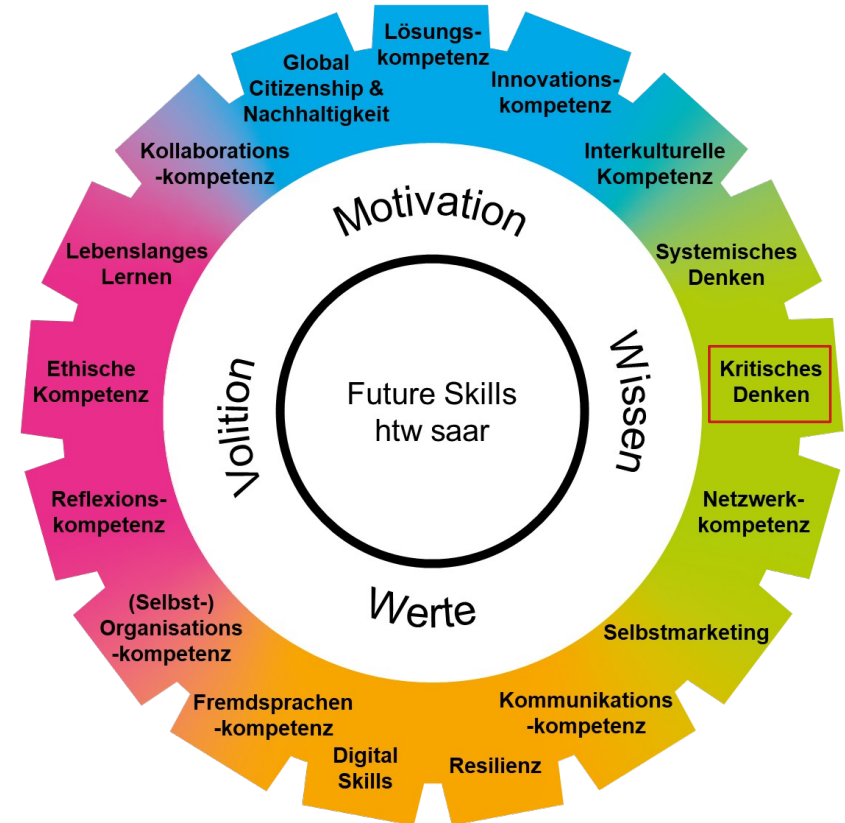 Lösungs-
kompetenz
Innovations-
kompetenz
Interkulturelle
Kompetenz
Systemisches
Denken
Kritisches
Denken
Netzwerk-
kompetenz
Selbstmarketing
Kommunikations
-kompetenz
Resilienz
Digital
Skills
Fremdsprachen
-kompetenz
(Selbst-)
Organisations
-kompetenz
Reflexions-
kompetenz
Ethische
Kompetenz
Lebenslanges
Lernen
Kollaborations
-kompetenz
Global
Citizenship &
Nachhaltigkeit
Motivation
Wissen
Werte
Volition
Future Skills
htw saar